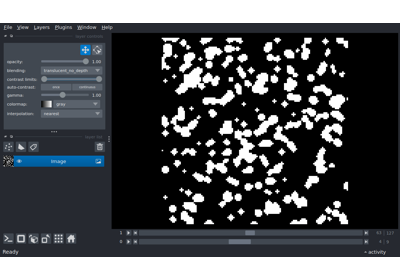 File View Layers Plugins Window Help
opacity: 1.00
blending: translucent_no_depth
contrast limits:
auto-contrast: once continuous
gamma: 1.00
colormap: gray
interpolation: nearest
Image
1
0
Ready
activity